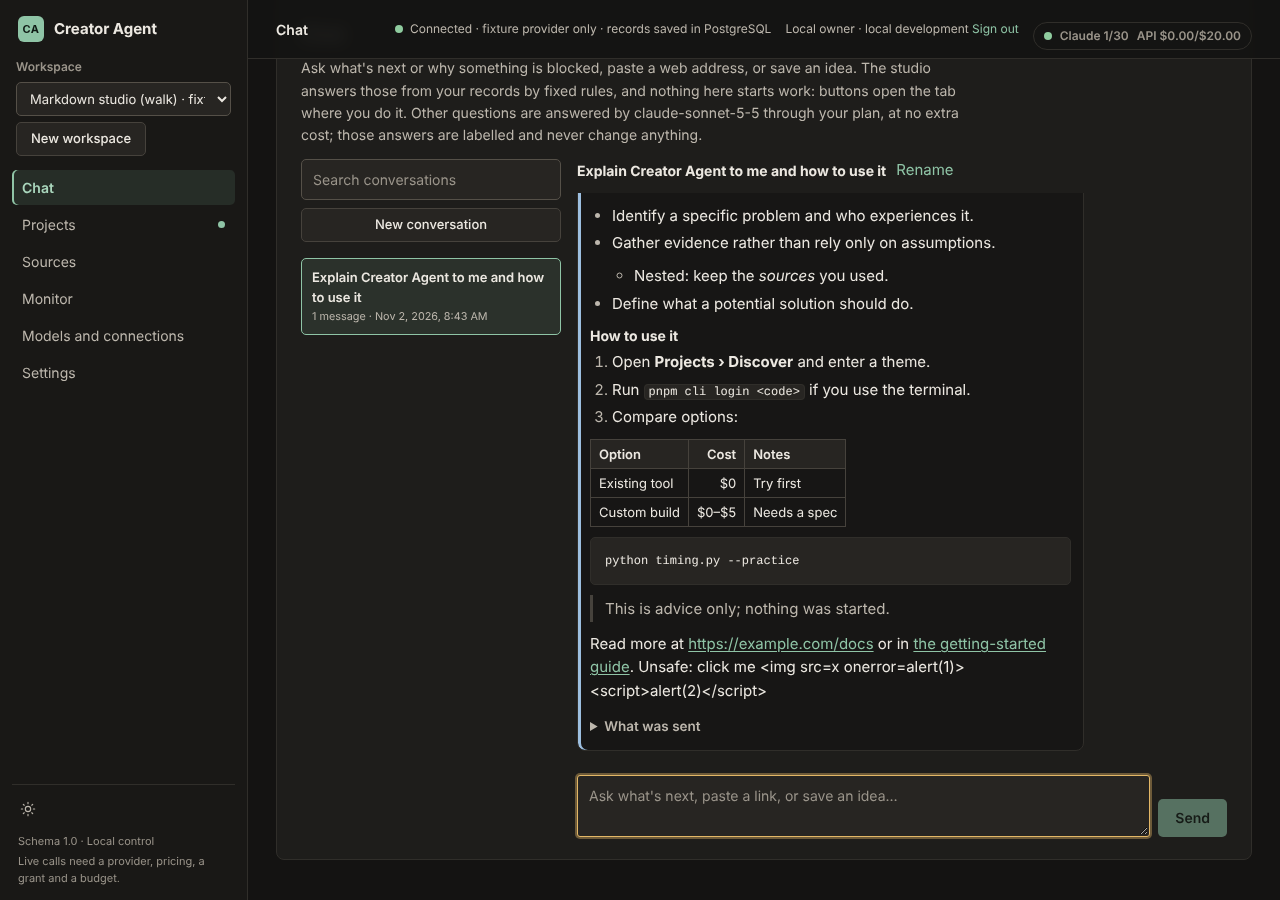 CA Creator Agent
Workspace
Markdown studio (walk) · fix
New workspace
Chat
Projects
Sources
Monitor
Models and connections
Settings
Schema 1.0 · Local control
Live calls need a provider, pricing, a
grant and a budget.
Chat
Connected · fixture provider only · records saved in PostgreSQL
Local owner · local development Sign out
Claude 1/30 API $0.00/$20.00
Ask what's next or why something is blocked, paste a web address, or save an idea. The studio
answers those from your records by fixed rules, and nothing here starts work: buttons open the tab
where you do it. Other questions are answered by claude-sonnet-5-5 through your plan, at no extra
cost; those answers are labelled and never change anything.
Search conversations
New conversation
Explain Creator Agent to me and how
to use it
1 message · Nov 2, 2026, 8:43 AM
Explain Creator Agent to me and how to use it Rename
• Identify a specific problem and who experiences it.
• Gather evidence rather than rely only on assumptions.
◦ Nested: keep the sources you used.
• Define what a potential solution should do.
How to use it
1. Open Projects › Discover and enter a theme.
2. Run pnpm cli login <code> if you use the terminal.
3. Compare options:
Option Cost Notes
Existing tool $0 Try first
Custom build $0–$5 Needs a spec
python timing.py --practice
This is advice only; nothing was started.
Read more at https://example.com/docs or in the getting-started
guide. Unsafe: click me <img src=x onerror=alert(1)>
<script>alert(2)</script>
▶ What was sent
Ask what's next, paste a link, or save an idea…
Send